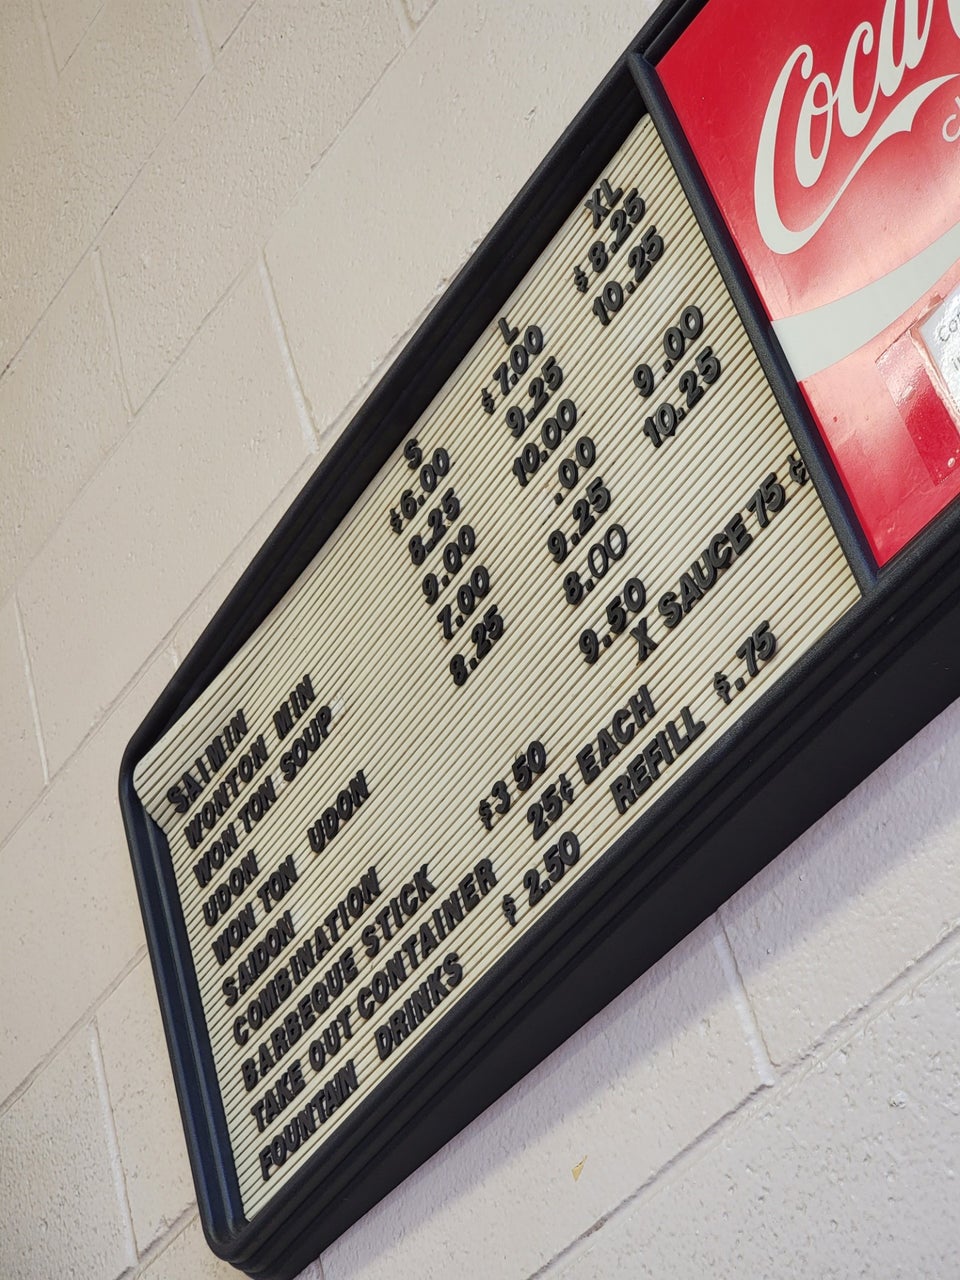 S L XL
SAIMIN $6.00 $7.00 $8.25
WONTON MIN 8.25 9.25 10.25
WON TON SOUP 9.00 10.00
UDON 7.00 .00 9.00
WON TON UDON 8.25 9.25 10.25
SAIDON 8.00
COMBINATION 9.50
BARBEQUE STICK $3 50 X SAUCE 75¢
TAKE OUT CONTAINER 25¢ EACH
FOUNTAIN DRINKS $ 2.50 REFILL $.75
Coca